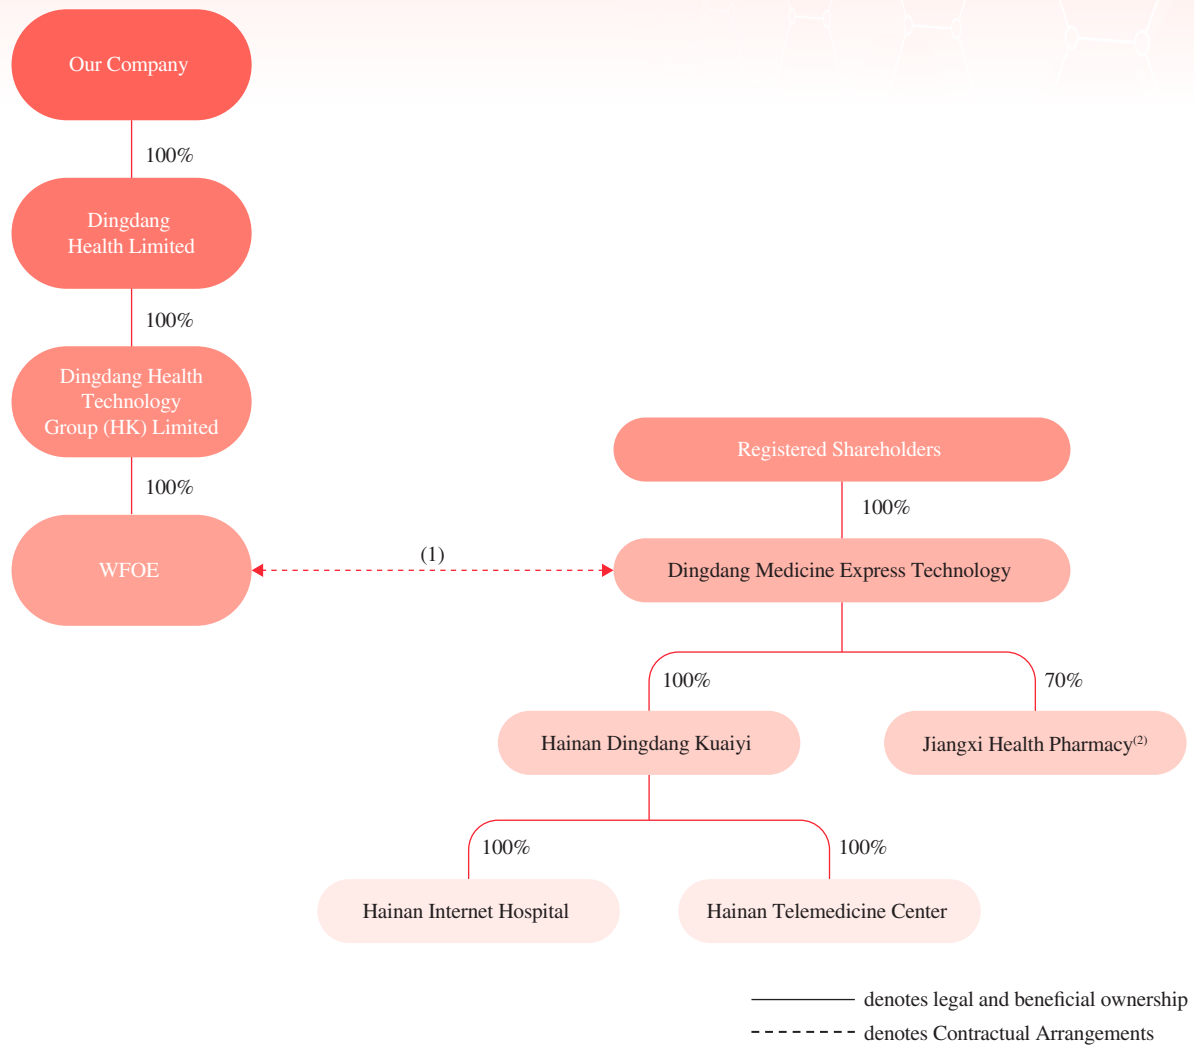 Our Company
100%
Dingdang
Health Limited
100%
Dingdang Health
Technology
Group (HK) Limited
100%
WFOE
(1)
Registered Shareholders
100%
Dingdang Medicine Express Technology
100%
70%
Hainan Dingdang Kuaiyi
Jiangxi Health Pharmacy(2)
100%
100%
Hainan Internet Hospital
Hainan Telemedicine Center
denotes legal and beneficial ownership
denotes Contractual Arrangements